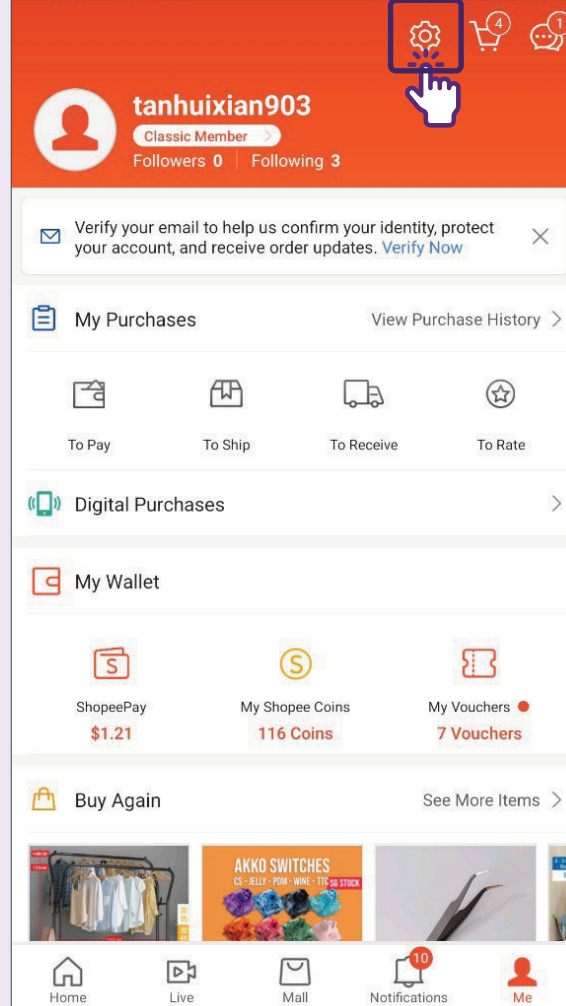 4
1
tanhuixian903
Classic Member
Followers 0 Following 3
Verify your email to help us confirm your identity, protect
your account, and receive order updates. Verify Now
My Purchases View Purchase History
To Pay To Ship To Receive To Rate
Digital Purchases
My Wallet
S S
ShopeePay My Shopee Coins My Vouchers
$1.21 116 Coins 7 Vouchers
Buy Again See More Items
AKKO SWITCHES
CS - JELLY - POM - WINE - TTC SG STOCK
10
Home Live Mall Notifications Me